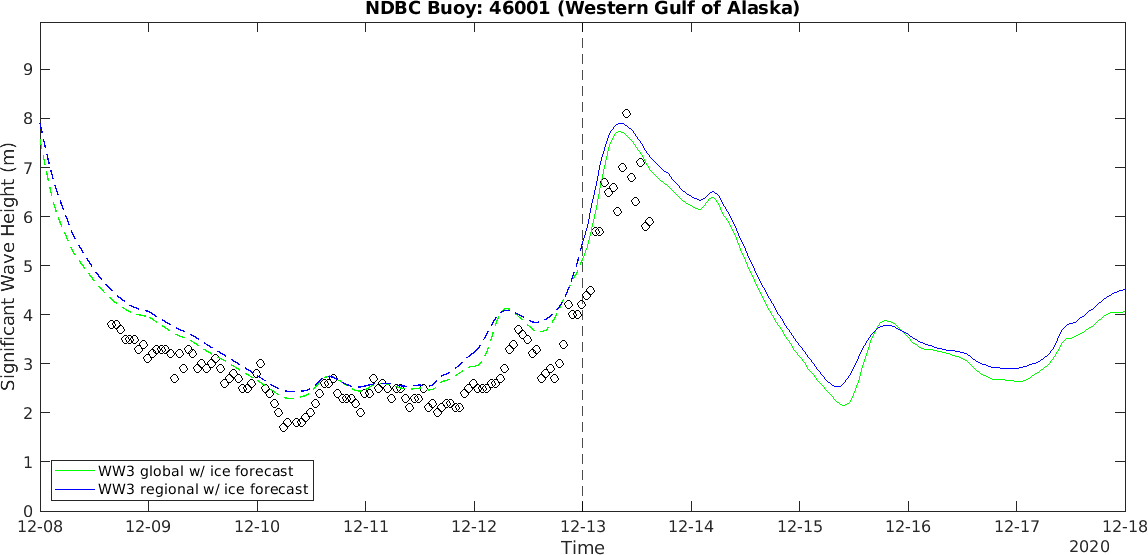 NDBC Buoy: 46001 (Western Gulf of Alaska)
Significant Wave Height (m)
9
8
7
6
5
4
3
2
1
0
WW3 global w/ ice forecast
WW3 regional w/ ice forecast
12-08 12-09 12-10 12-11 12-12 12-13 12-14 12-15 12-16 12-17 12-18
Time
2020